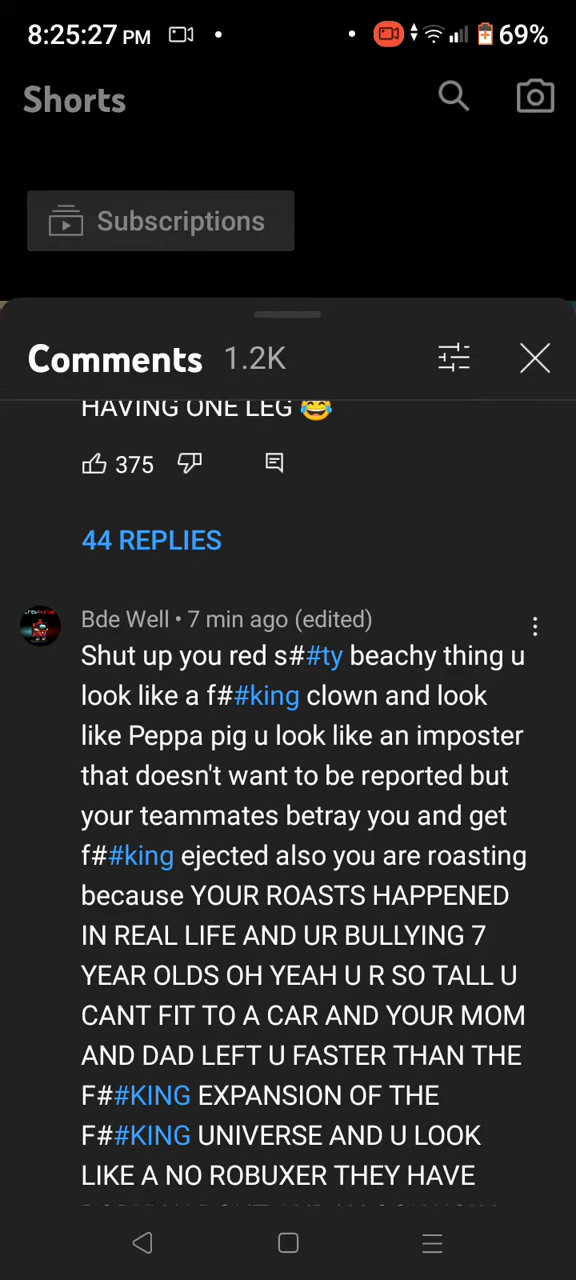 8:25:27 PM 69%
Shorts
Subscriptions
Comments 1.2K
HAVING ONE LEG 😂
375
44 REPLIES
Bde Well • 7 min ago (edited)
Shut up you red s##ty beachy thing u
look like a f##king clown and look
like Peppa pig u look like an imposter
that doesn't want to be reported but
your teammates betray you and get
f##king ejected also you are roasting
because YOUR ROASTS HAPPENED
IN REAL LIFE AND UR BULLYING 7
YEAR OLDS OH YEAH U R SO TALL U
CANT FIT TO A CAR AND YOUR MOM
AND DAD LEFT U FASTER THAN THE
F##KING EXPANSION OF THE
F##KING UNIVERSE AND U LOOK
LIKE A NO ROBUXER THEY HAVE